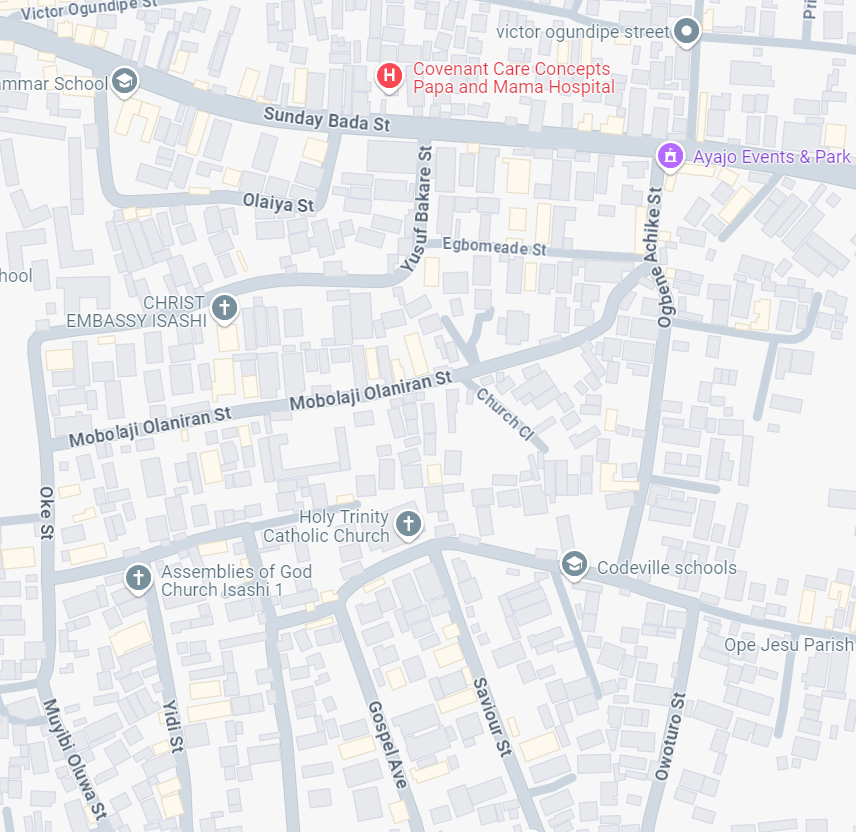 Victor Ogundipe St
victor ogundipe street
Covenant Care Concepts
Papa and Mama Hospital
mmar School
Sunday Bada St
Ayajo Events & Park
Olaiya St
Yusuf Bakare St
Egbomeade St
Ogbene Achike St
hool
CHRIST
EMBASSY ISASHI
Mobolaji Olaniran St
Mobolaji Olaniran St
Church Cl
Oke St
Holy Trinity
Catholic Church
Assemblies of God
Church Isashi 1
Codeville schools
Ope Jesu Parish
Muyibi Oluwa St
Yidi St
Gospel Ave
Saviour St
Owoturo St